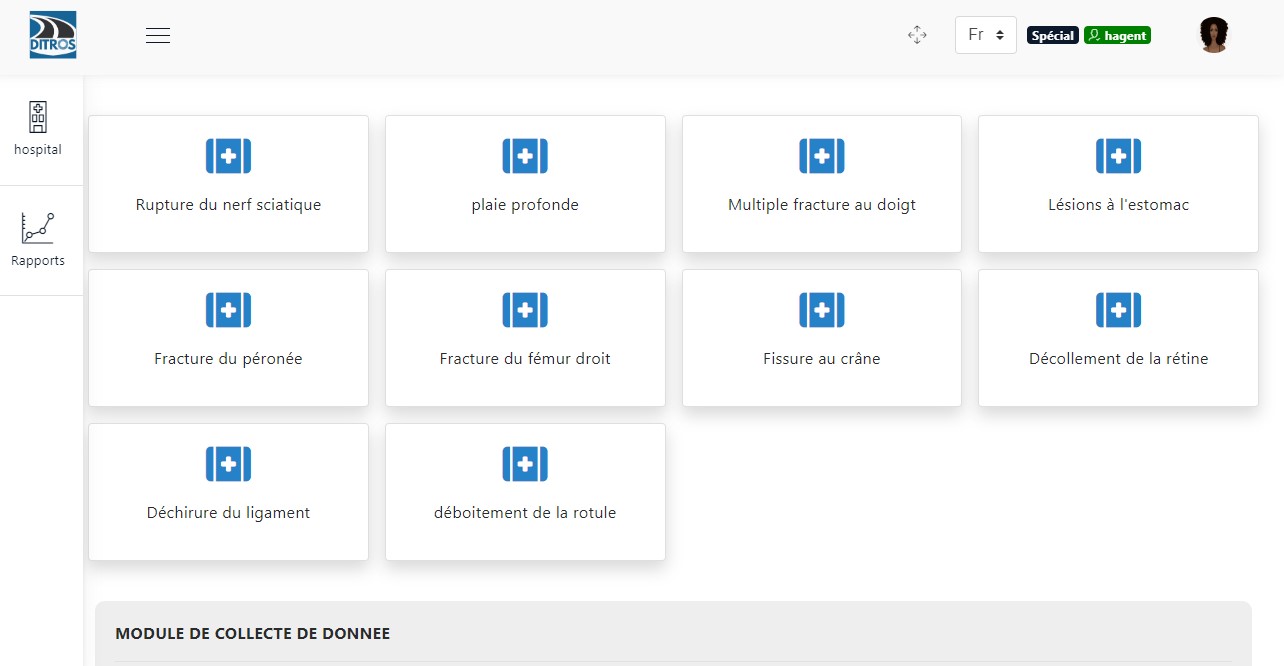 DITROS
Fr
Spécial
hagent
hospital
Rapports
Rupture du nerf sciatique
plaie profonde
Multiple fracture au doigt
Lésions à l'estomac
Fracture du péronée
Fracture du fémur droit
Fissure au crâne
Décollement de la rétine
Déchirure du ligament
déboitement de la rotule
MODULE DE COLLECTE DE DONNEE